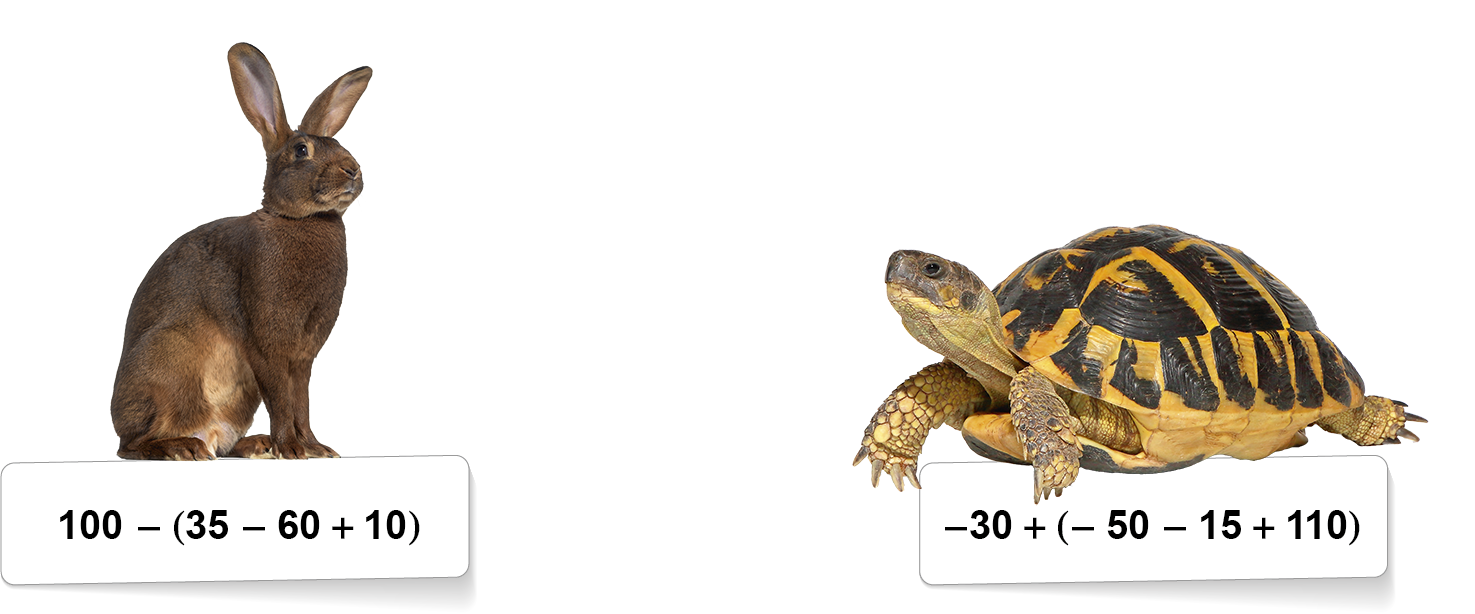 100 – (35 – 60 + 10)
–30 + (– 50 – 15 + 110)